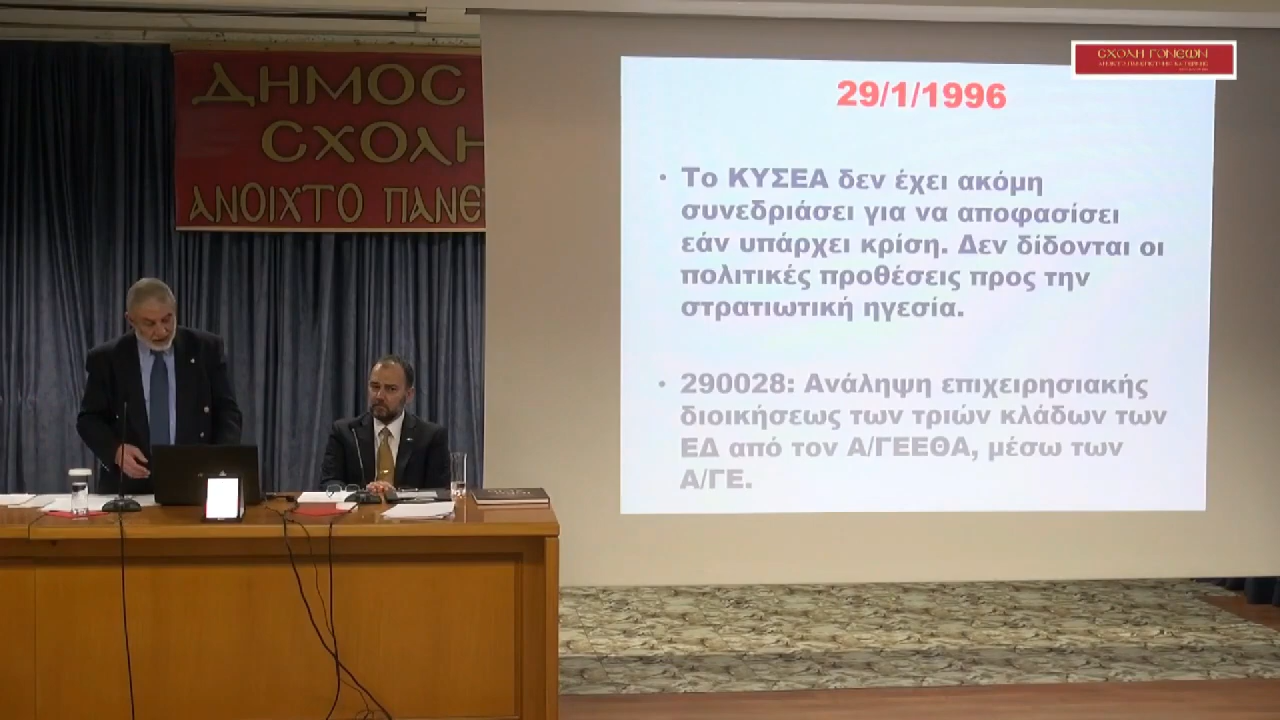 ΔΗΜΟΣ
ΣΧΟΛΗ
ΑΝΟΙΧΤΟ ΠΑΝΕ
ΣΧΟΛΗ ΓΟΝΕΩΝ
29/1/1996
• Το ΚΥΣΕΑ δεν έχει ακόμη
συνεδριάσει για να αποφασίσει
εάν υπάρχει κρίση. Δεν δίδονται οι
πολιτικές προθέσεις προς την
στρατιωτική ηγεσία.
• 290028: Ανάληψη επιχειρησιακής
διοικήσεως των τριών κλάδων των
ΕΔ από τον Α/ΓΕΕΘΑ, μέσω των
Α/ΓΕ.